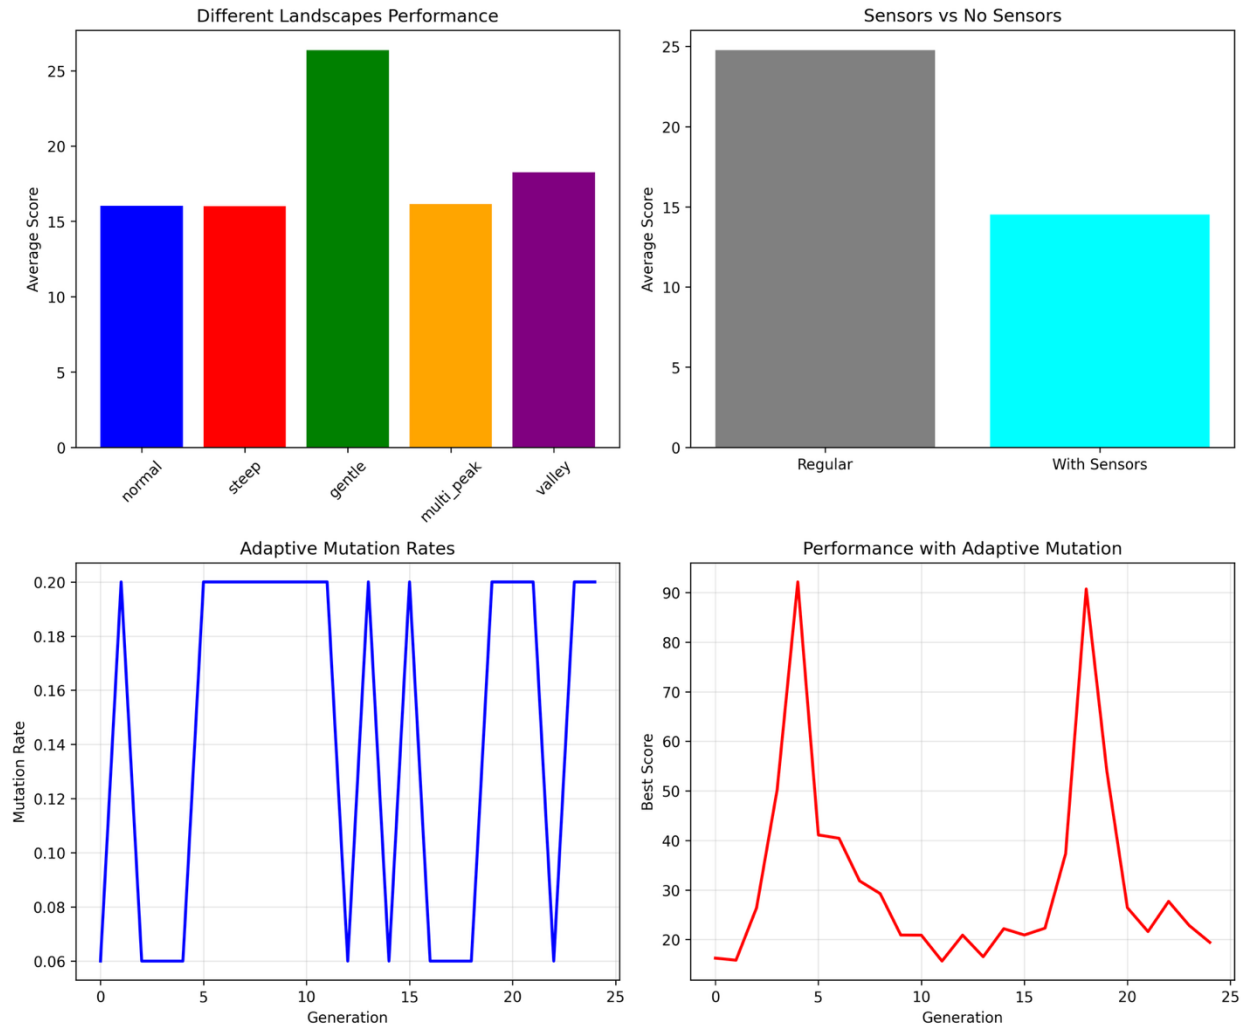 Different Landscapes Performance
Average Score
25
20
15
10
5
0
normal
steep
gentle
multi_peak
valley
Sensors vs No Sensors
Average Score
25
20
15
10
5
0
Regular
With Sensors
Adaptive Mutation Rates
Mutation Rate
0.20
0.18
0.16
0.14
0.12
0.10
0.08
0.06
0
5
10
15
20
25
Generation
Performance with Adaptive Mutation
Best Score
90
80
70
60
50
40
30
20
0
5
10
15
20
25
Generation